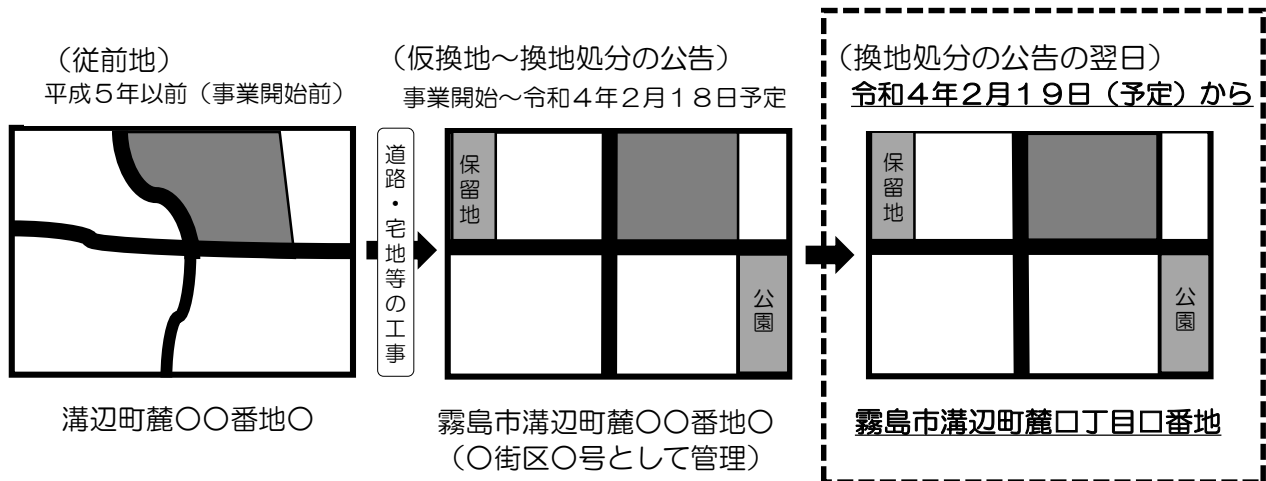 （従前地）
平成５年以前（事業開始前）
溝辺町麓〇〇番地〇
道路・宅地等の工事
（仮換地～換地処分の公告）
事業開始～令和４年２月１８日予定
保留地
公園
霧島市溝辺町麓〇〇番地〇
（〇街区〇号として管理）
（換地処分の公告の翌日）
令和４年２月１９日（予定）から
保留地
公園
霧島市溝辺町麓□丁目□番地